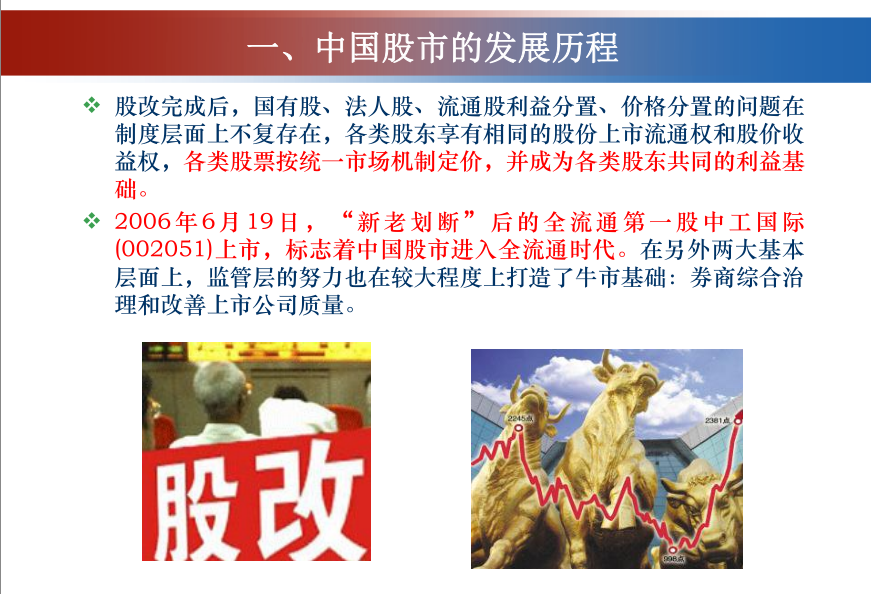 一、中国股市的发展历程
股改完成后，国有股、法人股、流通股利益分置、价格分置的问题在
制度层面上不复存在，各类股东享有相同的股份上市流通权和股价收
益权，各类股票按统一市场机制定价，并成为各类股东共同的利益基
础。
2006年6月19日，“新老划断”后的全流通第一股中工国际
(002051)上市，标志着中国股市进入全流通时代。在另外两大基本
层面上，监管层的努力也在较大程度上打造了牛市基础：券商综合治
理和改善上市公司质量。
股改
2245点
2381点
998点